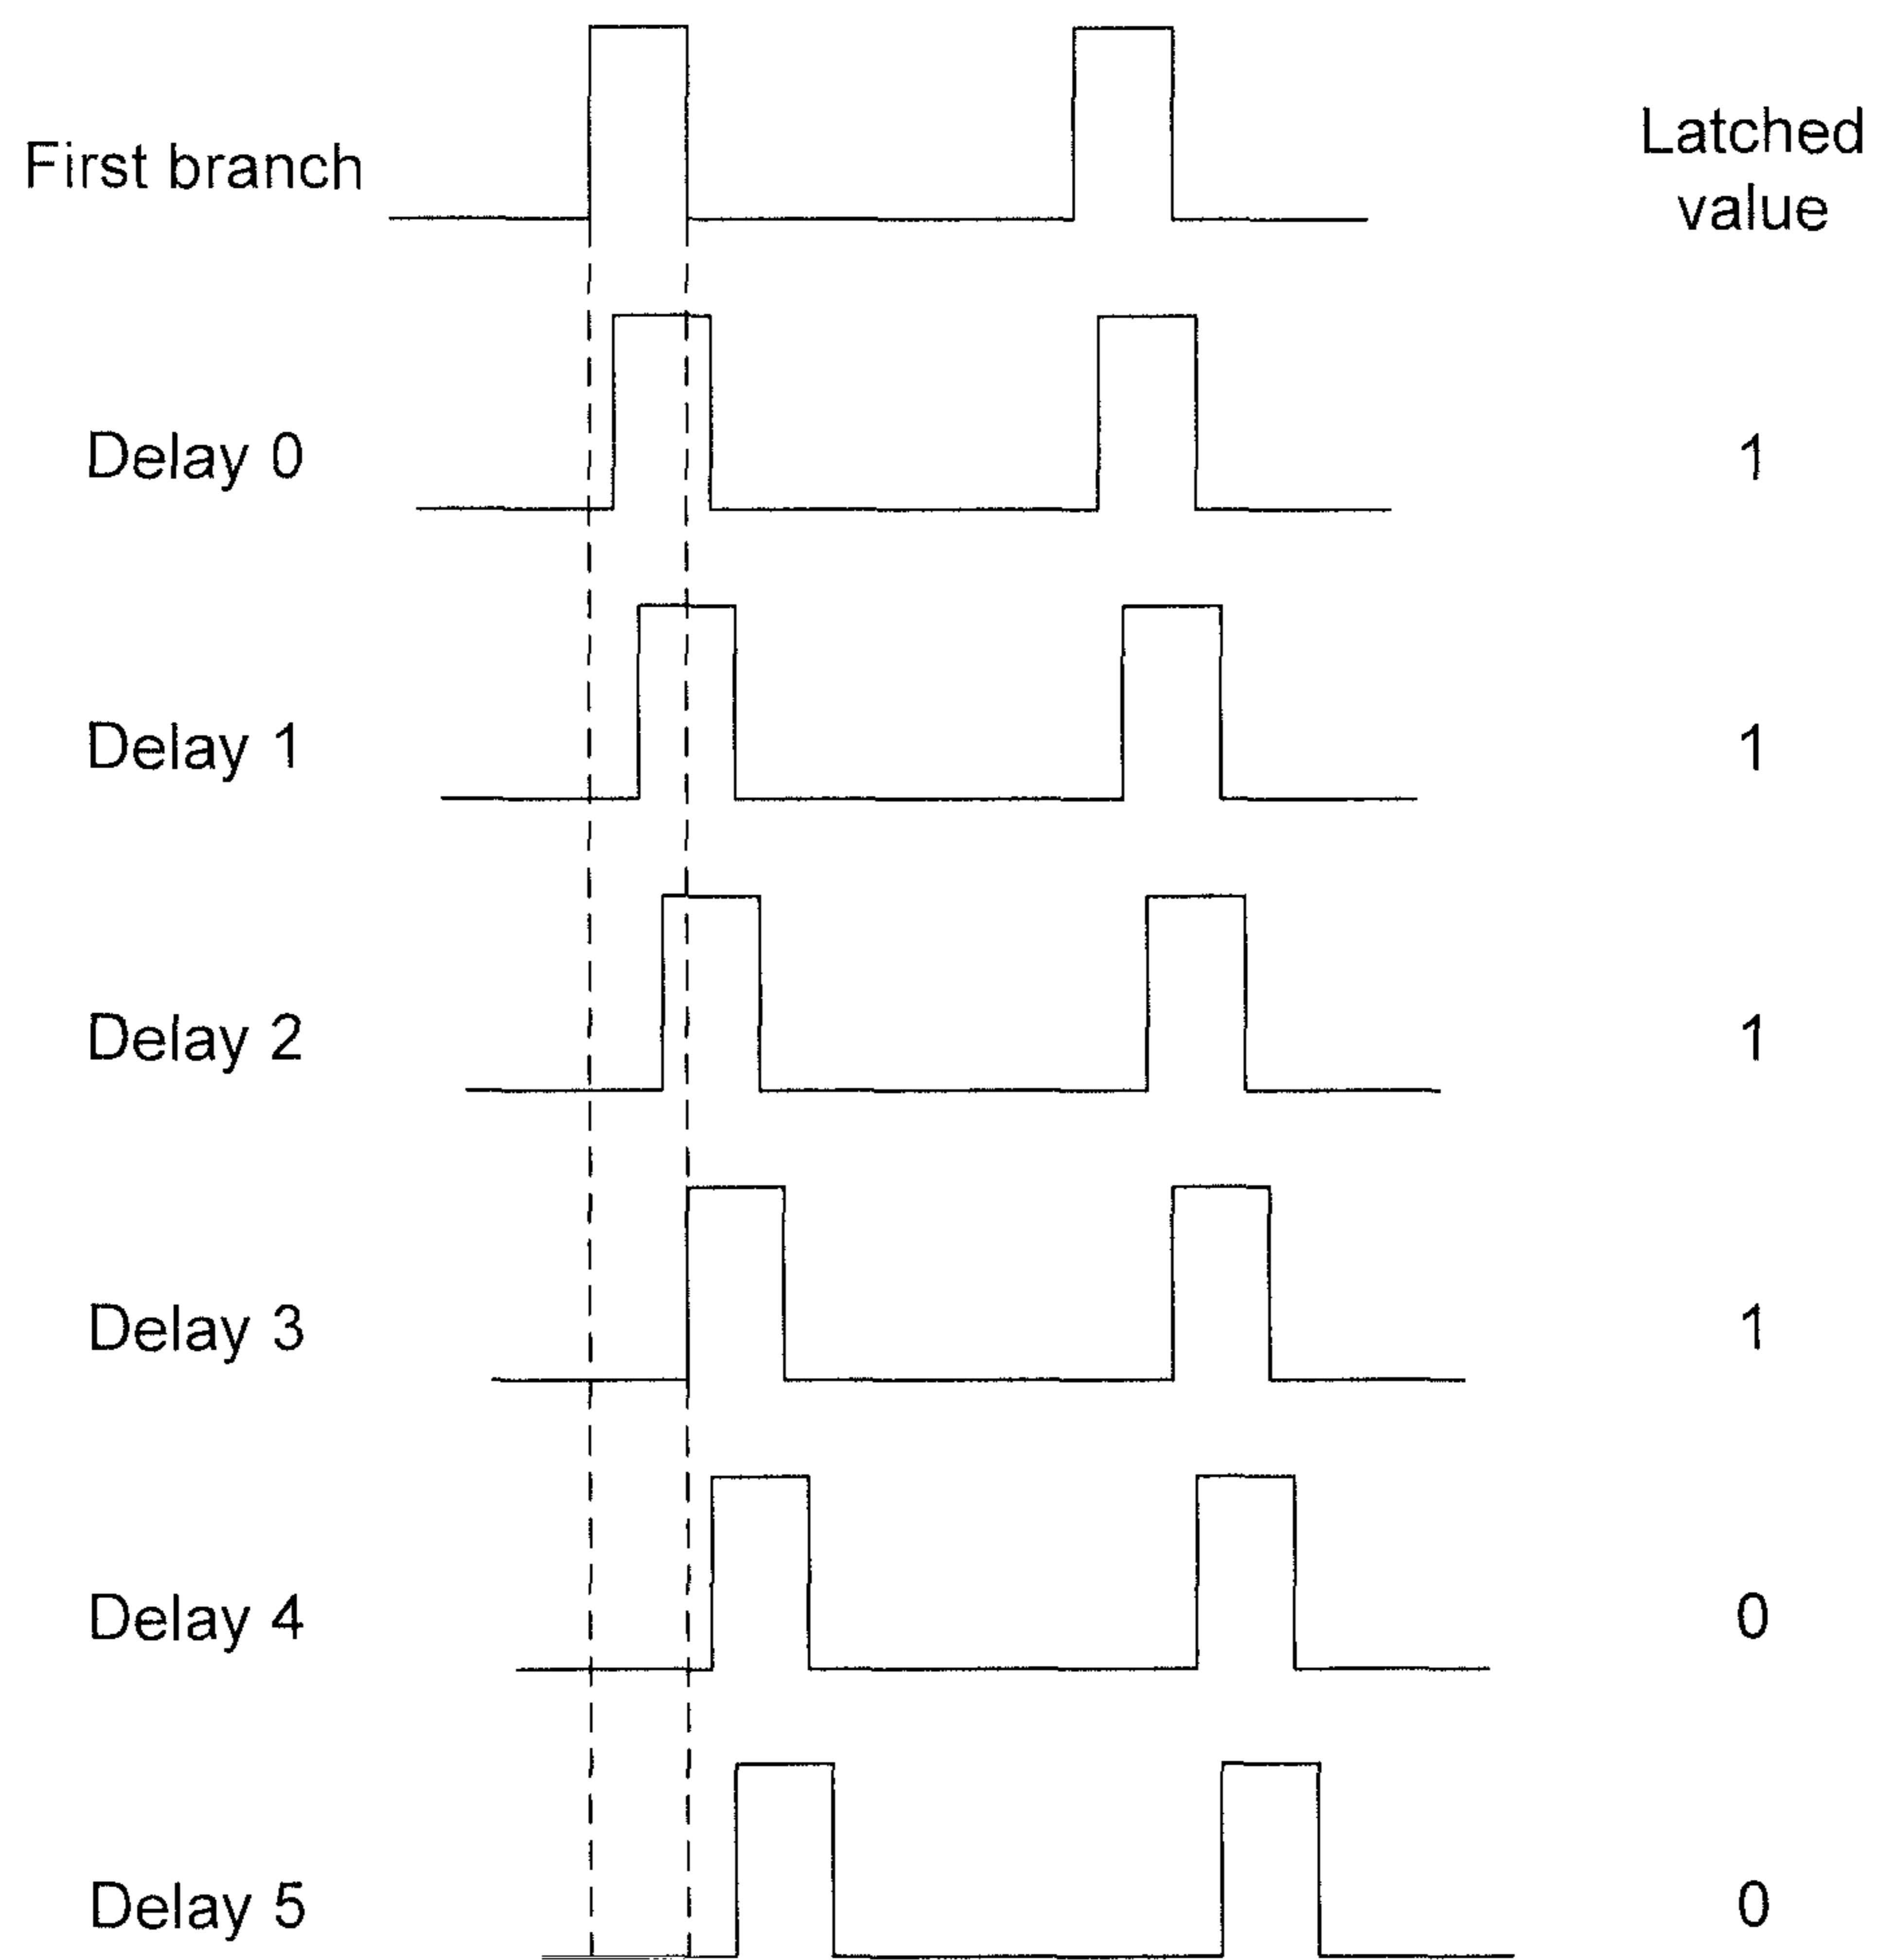 First branch
Latched
value
Delay 0 1
Delay 1 1
Delay 2 1
Delay 3 1
Delay 4 0
Delay 5 0